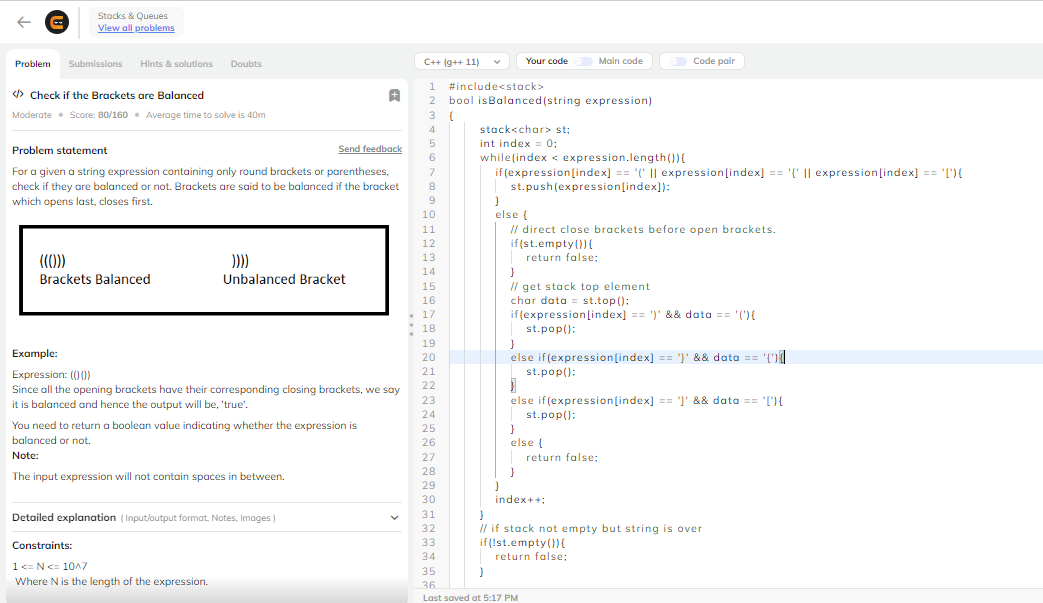 Stacks & Queues
View all problems
Problem Submissions Hints & solutions Doubts
</> Check if the Brackets are Balanced
Moderate • Score: 80/160 • Average time to solve is 40m
Problem statement Send feedback
For a given a string expression containing only round brackets or parentheses,
check if they are balanced or not. Brackets are said to be balanced if the bracket
which opens last, closes first.
((())) ))))
Brackets Balanced Unbalanced Bracket
Example:
Expression: (()())
Since all the opening brackets have their corresponding closing brackets, we say
it is balanced and hence the output will be, 'true'.
You need to return a boolean value indicating whether the expression is
balanced or not.
Note:
The input expression will not contain spaces in between.
Detailed explanation ( Input/output format, Notes, Images )
Constraints:
1 <= N <= 10^7
Where N is the length of the expression.
C++ (g++ 11) Your code Main code Code pair
1 #include<stack>
2 bool isBalanced(string expression)
3 {
4 stack<char> st;
5 int index = 0;
6 while(index < expression.length()){
7 if(expression[index] == '(' || expression[index] == '{' || expression[index] == '['){
8 st.push(expression[index]);
9 }
10 else {
11 // direct close brackets before open brackets.
12 if(st.empty()){
13 return false;
14 }
15 // get stack top element
16 char data = st.top();
17 if(expression[index] == ')' && data == '('){
18 st.pop();
19 }
20 else if(expression[index] == '}' && data == '{'){
21 st.pop();
22 }
23 else if(expression[index] == ']' && data == '['){
24 st.pop();
25 }
26 else {
27 return false;
28 }
29 }
30 index++;
31 }
32 // if stack not empty but string is over
33 if(!st.empty()){
34 return false;
35 }
36
Last saved at 5:17 PM